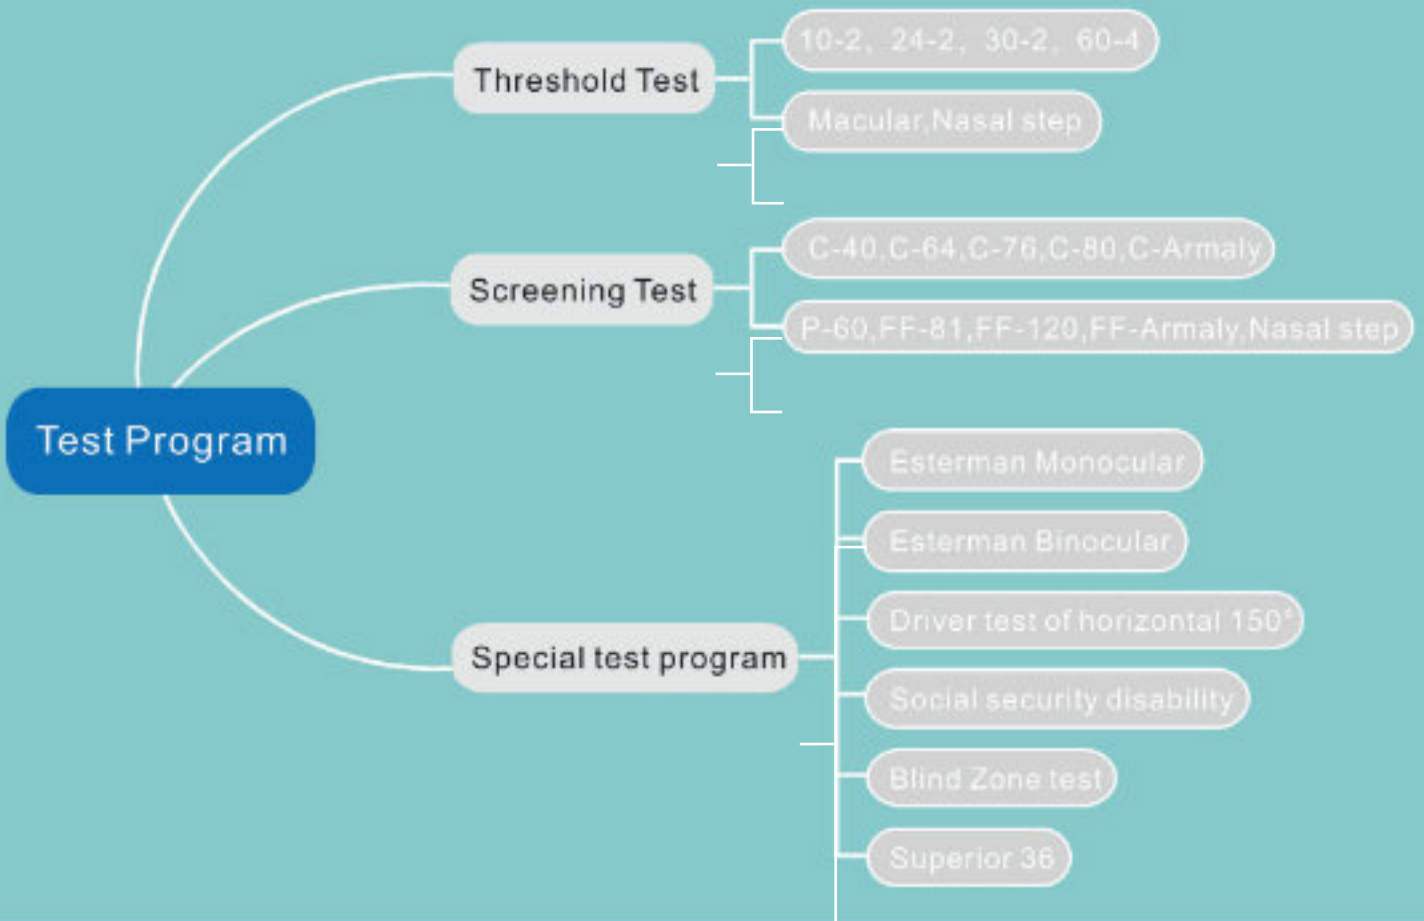 10-2, 24-2, 30-2, 60-4
Threshold Test
Macular,Nasal step
C-40,C-64,C-76,C-80,C-Armaly
Screening Test
P-60,FF-81,FF-120,FF-Armaly,Nasal step
Test Program
Esterman Monocular
Esterman Binocular
Driver test of horizontal 150°
Special test program
Social security disability
Blind Zone test
Superior 36